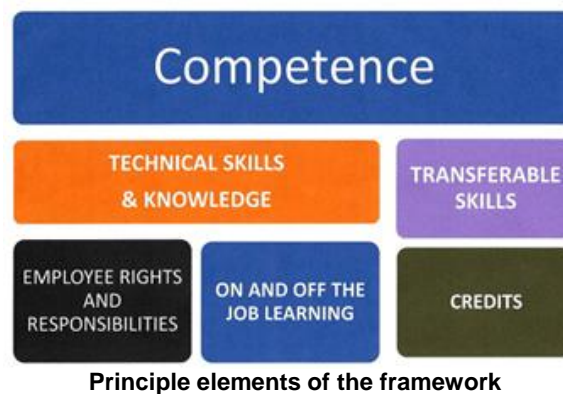 Competence
TECHNICAL SKILLS
& KNOWLEDGE
TRANSFERABLE
SKILLS
EMPLOYEE RIGHTS
AND
RESPONSIBILITIES
ON AND OFF THE
JOB LEARNING
CREDITS
Principle elements of the framework